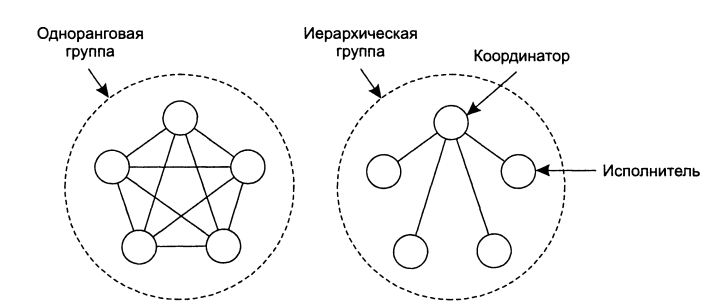 Одноранговая
группа
Иерархическая
группа
Координатор
Исполнитель